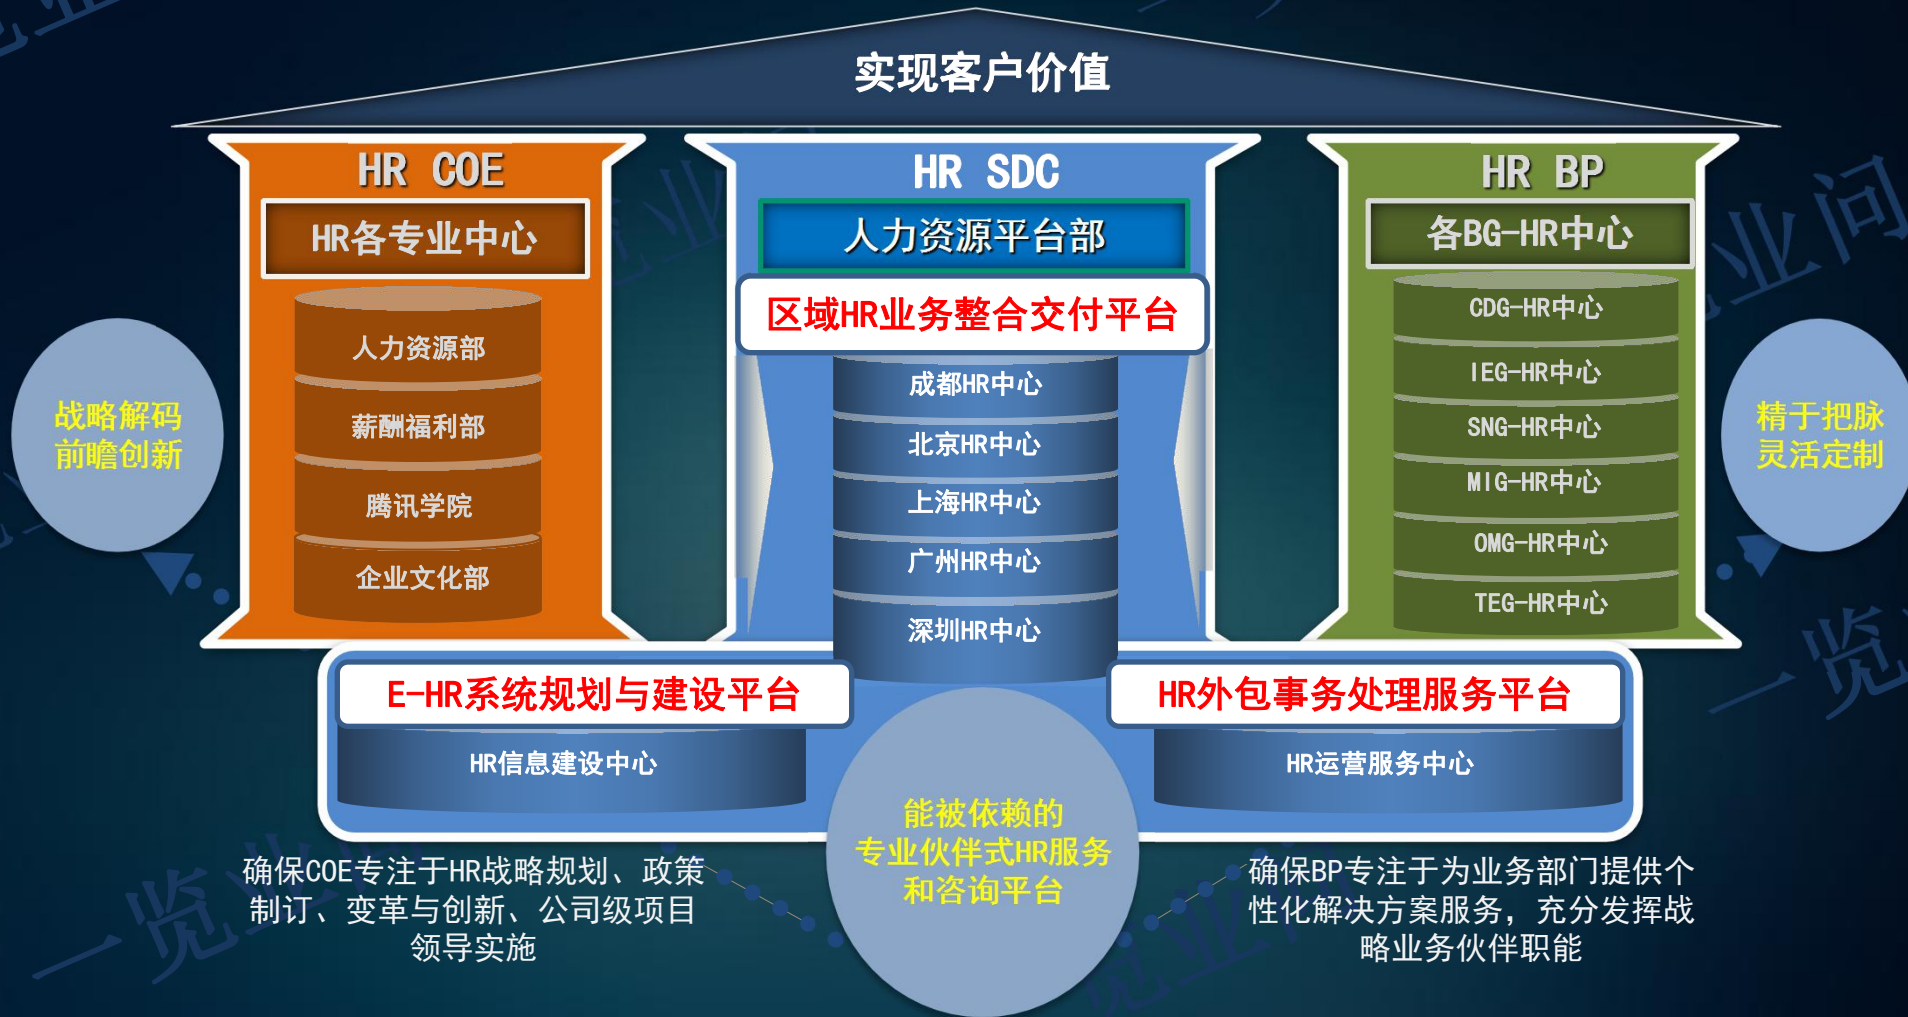 实现客户价值
HR COE
HR各专业中心
人力资源部
薪酬福利部
腾讯学院
企业文化部
战略解码
前瞻创新
HR SDC
人力资源平台部
区域HR业务整合交付平台
成都HR中心
北京HR中心
上海HR中心
广州HR中心
深圳HR中心
HR BP
各BG-HR中心
CDG-HR中心
IEG-HR中心
SNG-HR中心
MIG-HR中心
OMG-HR中心
TEG-HR中心
精于把脉
灵活定制
E-HR系统规划与建设平台
HR信息建设中心
HR外包事务处理服务平台
HR运营服务中心
能被依赖的
专业伙伴式HR服务
和咨询平台
确保COE专注于HR战略规划、政策
制订、变革与创新、公司级项目
领导实施
确保BP专注于为业务部门提供个
性化解决方案服务，充分发挥战
略业务伙伴职能
一览业问